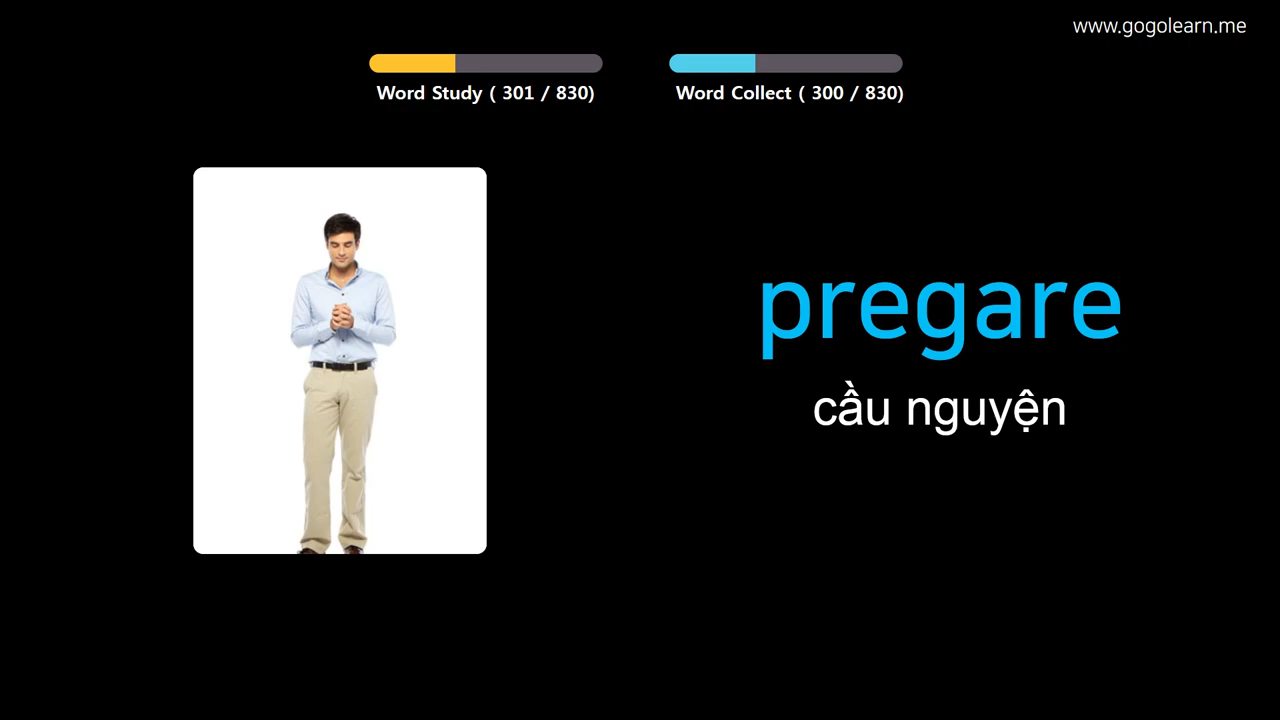 www.gogolearn.me
Word Study ( 301 / 830)
Word Collect ( 300 / 830)
pregare
cầu nguyện